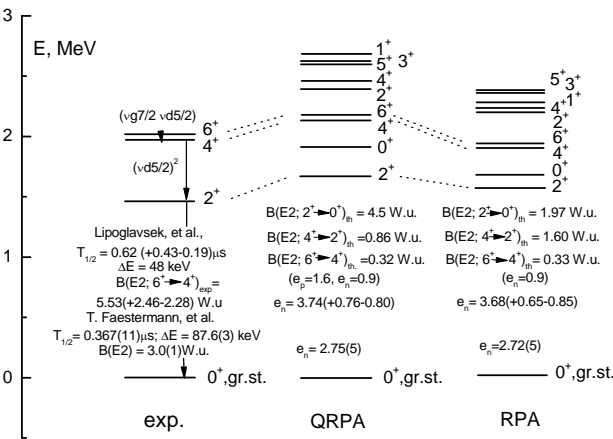 3
E, MeV
2
1
0
(νg7/2 νd5/2)
6+
4+
(νd5/2)2
2+
Lipoglavsek, et al.,
T1/2 = 0.62 (+0.43-0.19)μs
ΔE = 48 keV
B(E2; 6+→4+)exp=
5.53(+2.46-2.28) W.u
T. Faestermann, et al.
T1/2= 0.367(11)μs; ΔE = 87.6(3) keV
B(E2) = 3.0(1)W.u.
0+,gr.st.
exp.
1+
5+ 3+
4+
2+
6+
4+
0+
2+
B(E2; 2+→0+)th = 4.5 W.u.
B(E2; 4+→2+)th =0.86 W.u.
B(E2; 6+→4+)th. =0.32 W.u.
(ep=1.6, en=0.9)
en= 3.74(+0.76-0.80)
en=2.75(5)
0+,gr.st.
QRPA
5+ 3+
1+
4+
2+
6+
4+
0+
2+
B(E2; 2+→0+)th = 1.97 W.u.
B(E2; 4+→2+)th = 1.60 W.u.
B(E2; 6+→4+)th = 0.33 W.u.
(en=0.9)
en= 3.68(+0.65-0.85)
en=2.72(5)
0+,gr.st.
RPA